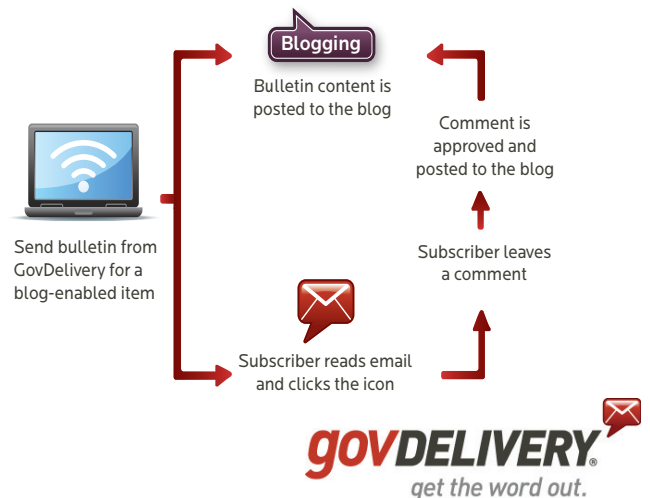 Blogging
Bulletin content is
posted to the blog
Comment is
approved and
posted to the blog
Send bulletin from
GovDelivery for a
blog-enabled item
Subscriber leaves
a comment
Subscriber reads email
and clicks the icon
govDELIVERY®
get the word out.